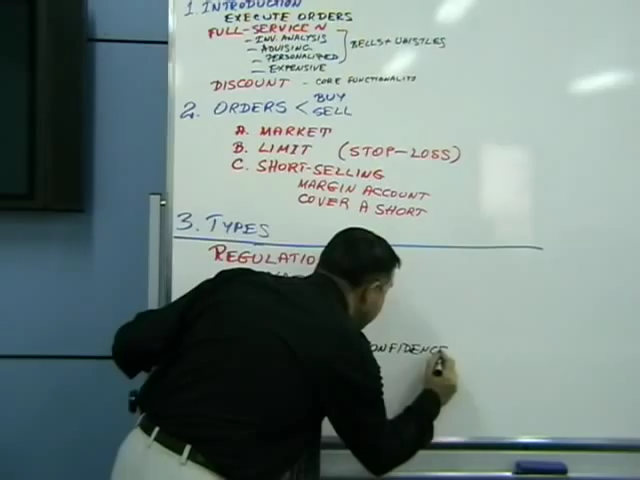 1. INTRODUCTION
EXECUTE ORDERS
FULL-SERVICE
- INV. ANALYSIS
- ADVISING
- PERSONALIZED
- EXPENSIVE
BELLS & WHISTLES
DISCOUNT - CORE FUNCTIONALITY
2. ORDERS < BUY
SELL
A. MARKET
B. LIMIT (STOP-LOSS)
C. SHORT-SELLING
MARGIN ACCOUNT
COVER A SHORT
3. TYPES
REGULATIO
ONFIDENCE